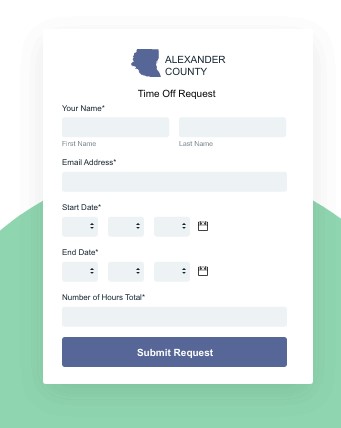 ALEXANDER
COUNTY
Time Off Request
Your Name*
First Name Last Name
Email Address*
Start Date*
End Date*
Number of Hours Total*
Submit Request